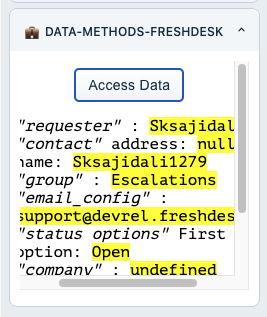 DATA-METHODS-FRESHDESK
Access Data
"requester" : Sksajidal
"contact" address: null
name: Sksajidali1279
"group" : Escalations
"email_config" :
support@devrel.freshdes
"status options" First
option: Open
"company" : undefined